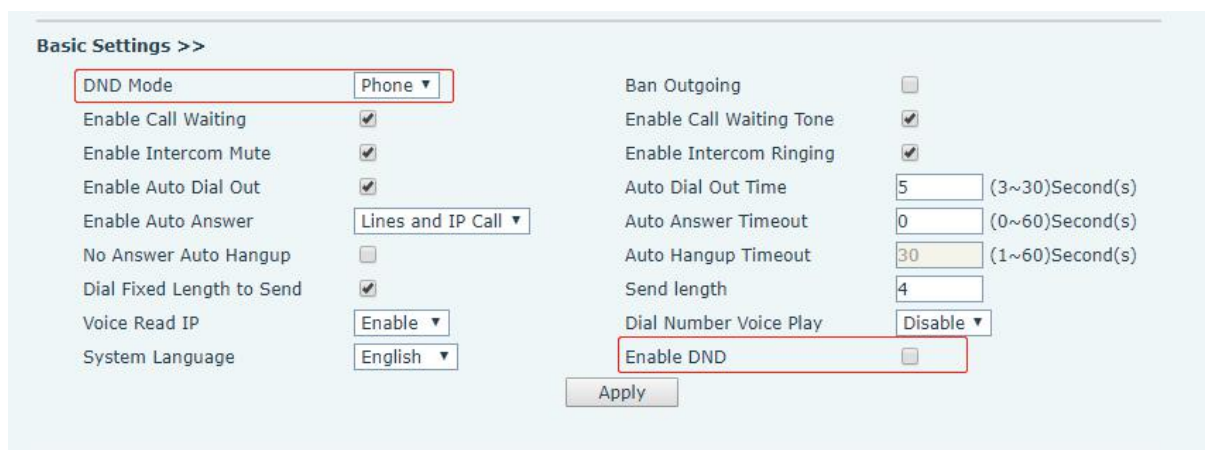 Basic Settings >>
DND Mode Phone Ban Outgoing
Enable Call Waiting Enable Call Waiting Tone
Enable Intercom Mute Enable Intercom Ringing
Enable Auto Dial Out Auto Dial Out Time 5 (3~30)Second(s)
Enable Auto Answer Lines and IP Call Auto Answer Timeout 0 (0~60)Second(s)
No Answer Auto Hangup Auto Hangup Timeout 30 (1~60)Second(s)
Dial Fixed Length to Send Send length 4
Voice Read IP Enable Dial Number Voice Play Disable
System Language English Enable DND
Apply